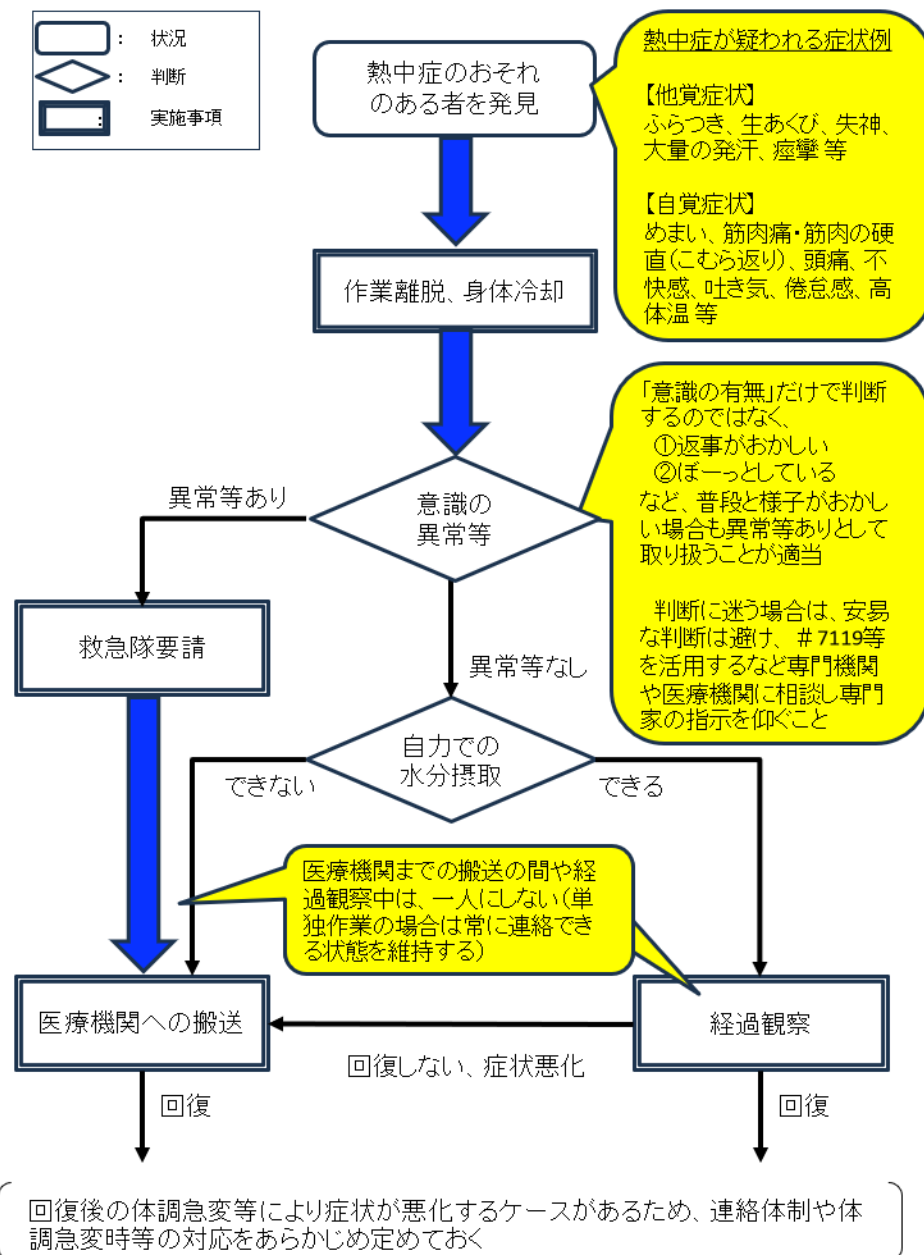 ： 状況
： 判断
： 実施事項
熱中症のおそれ
のある者を発見
熱中症が疑われる症状例
【他覚症状】
ふらつき、生あくび、失神、
大量の発汗、痙攣 等
【自覚症状】
めまい、筋肉痛・筋肉の硬
直（こむら返り）、頭痛、不
快感、吐き気、倦怠感、高
体温 等
作業離脱、身体冷却
「意識の有無」だけで判断
するのではなく、
①返事がおかしい
②ぼーっとしている
など、普段と様子がおかし
い場合も異常等ありとして
取り扱うことが適当
判断に迷う場合は、安易
な判断は避け、＃7119等
を活用するなど専門機関
や医療機関に相談し専門
家の指示を仰ぐこと
異常等あり
意識の
異常等
救急隊要請
異常等なし
自力での
水分摂取
できない
できる
医療機関までの搬送の間や経
過観察中は、一人にしない（単
独作業の場合は常に連絡でき
る状態を維持する）
医療機関への搬送
経過観察
回復しない、症状悪化
回復
回復
回復後の体調急変等により症状が悪化するケースがあるため、連絡体制や体
調急変時等の対応をあらかじめ定めておく